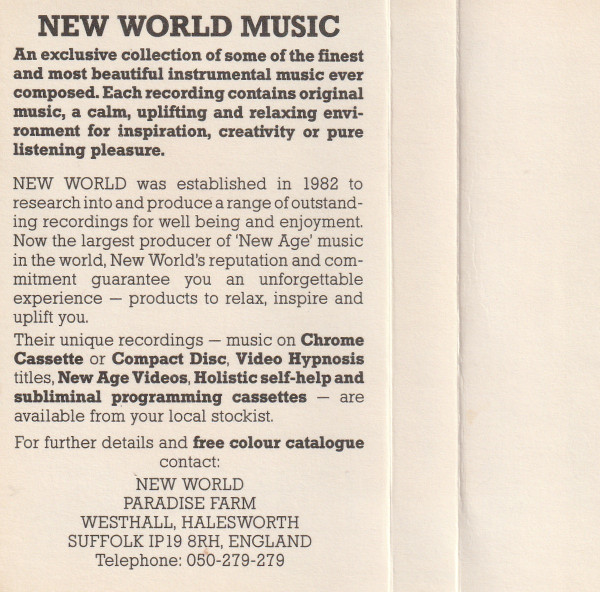 NEW WORLD MUSIC
An exclusive collection of some of the finest
and most beautiful instrumental music ever
composed. Each recording contains original
music, a calm, uplifting and relaxing envi-
ronment for inspiration, creativity or pure
listening pleasure.
NEW WORLD was established in 1982 to
research into and produce a range of outstand-
ing recordings for well being and enjoyment.
Now the largest producer of 'New Age' music
in the world, New World's reputation and com-
mitment guarantee you an unforgettable
experience — products to relax, inspire and
uplift you.
Their unique recordings — music on Chrome
Cassette or Compact Disc, Video Hypnosis
titles, New Age Videos, Holistic self-help and
subliminal programming cassettes — are
available from your local stockist.
For further details and free colour catalogue
contact:
NEW WORLD
PARADISE FARM
WESTHALL, HALESWORTH
SUFFOLK IP19 8RH, ENGLAND
Telephone: 050-279-279